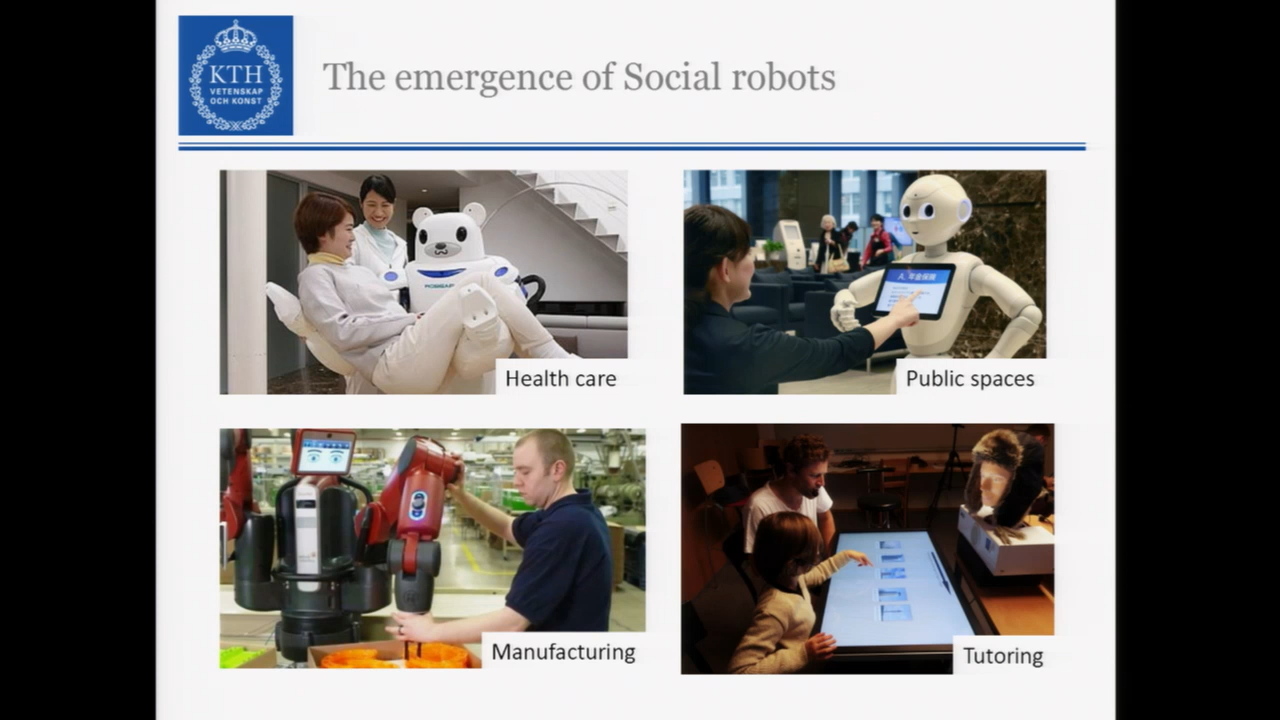 KTH
VETENSKAP
OCH KONST
The emergence of Social robots
Health care
Public spaces
Manufacturing
Tutoring